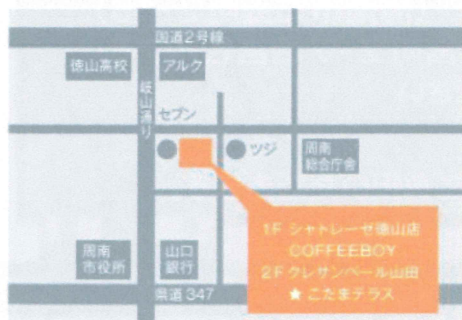 国道2号線
徳山高校
アルク
岐山通り
セブン
ツジ
周南
総合庁舎
1F シャトレーゼ徳山店
COFFEEBOY
2F クレサンベール山田
★ こだまテラス
周南
市役所
山口
銀行
県道 347